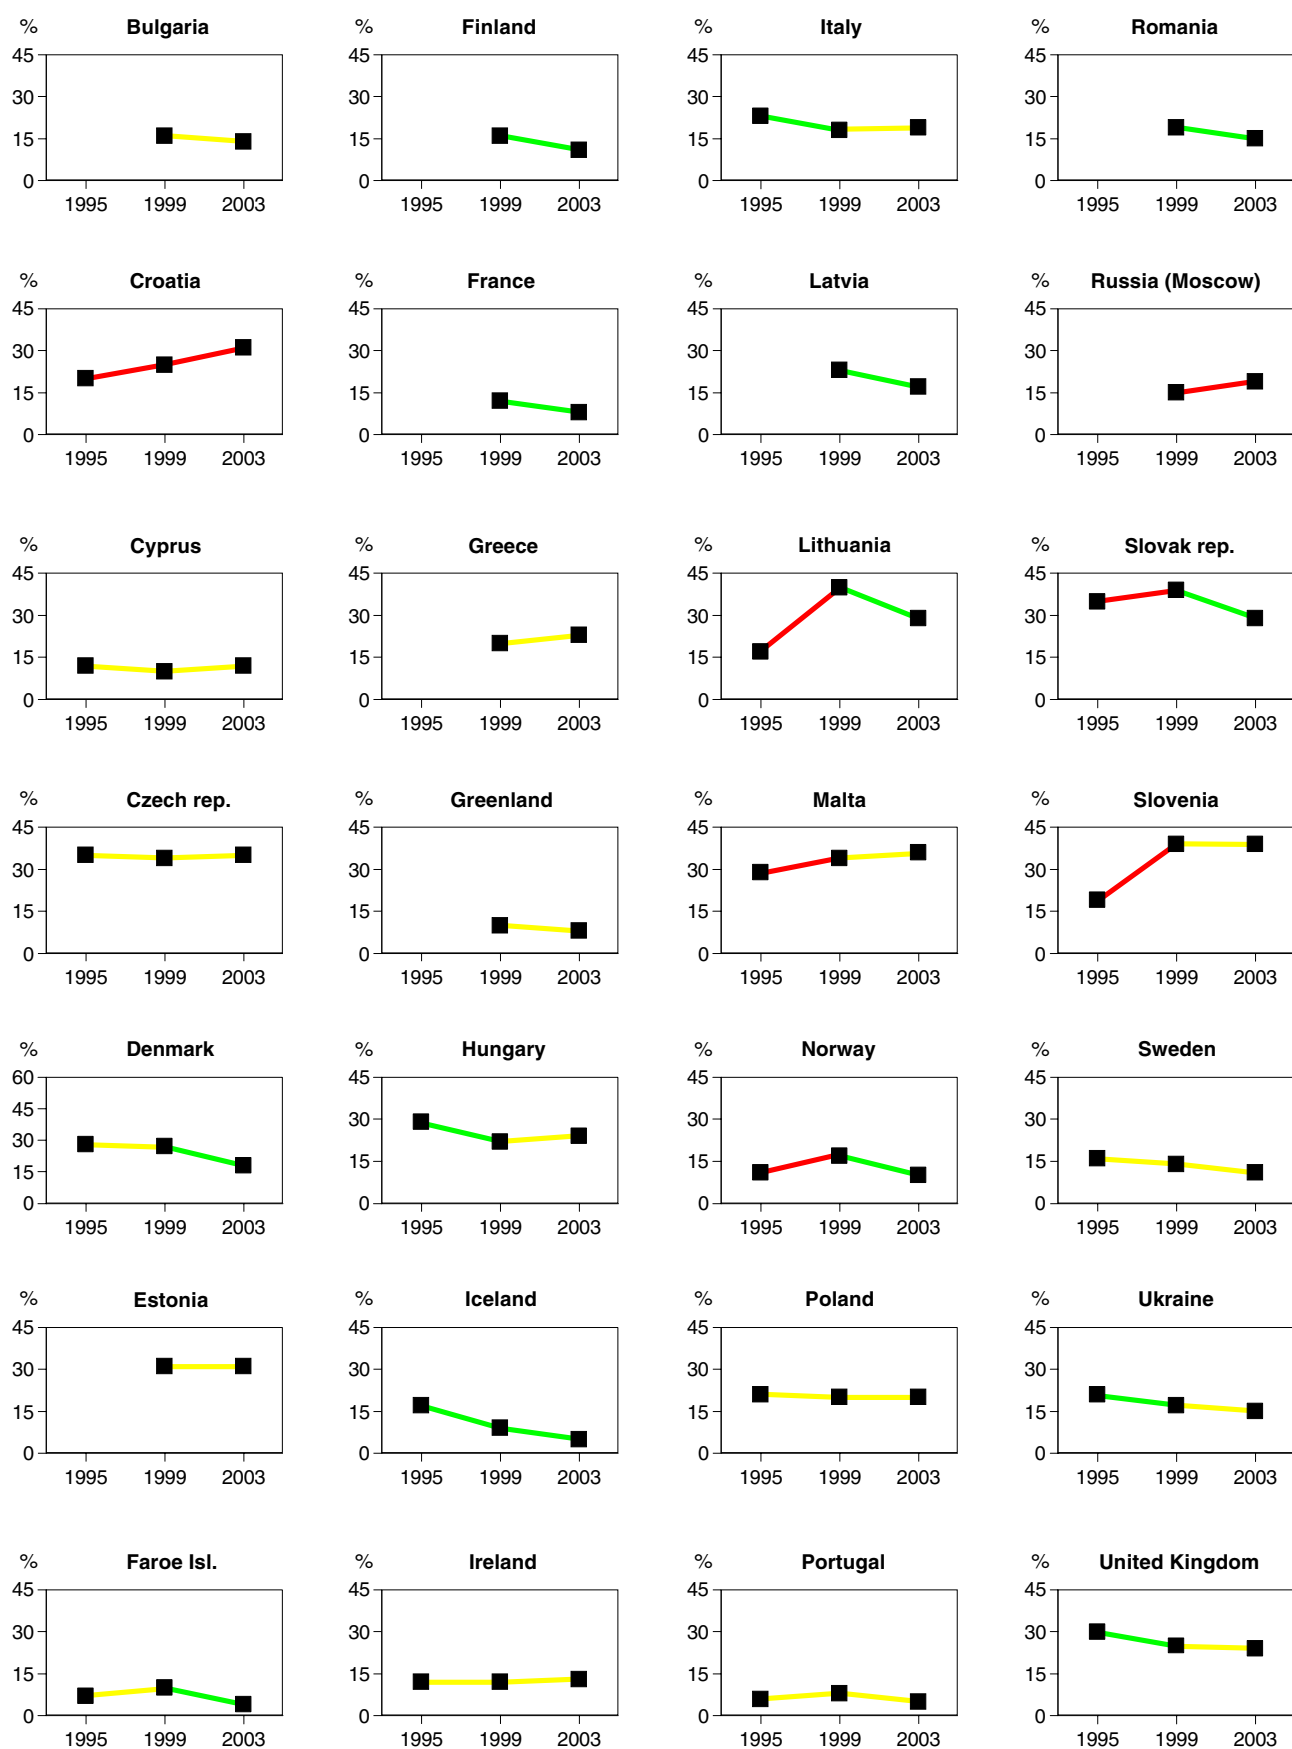 % Bulgaria % Finland % Italy % Romania
45 45 45 45
30 30 30 30
15 15 15 15
0 0 0 0
1995 1999 2003 1995 1999 2003 1995 1999 2003 1995 1999 2003
% Croatia % France % Latvia % Russia (Moscow)
45 45 45 45
30 30 30 30
15 15 15 15
0 0 0 0
1995 1999 2003 1995 1999 2003 1995 1999 2003 1995 1999 2003
% Cyprus % Greece % Lithuania % Slovak rep.
45 45 45 45
30 30 30 30
15 15 15 15
0 0 0 0
1995 1999 2003 1995 1999 2003 1995 1999 2003 1995 1999 2003
% Czech rep. % Greenland % Malta % Slovenia
45 45 45 45
30 30 30 30
15 15 15 15
0 0 0 0
1995 1999 2003 1995 1999 2003 1995 1999 2003 1995 1999 2003
% Denmark % Hungary % Norway % Sweden
60 45 45 45
45
30 30 30 30
15 15 15 15
0 0 0 0
1995 1999 2003 1995 1999 2003 1995 1999 2003 1995 1999 2003
% Estonia % Iceland % Poland % Ukraine
45 45 45 45
30 30 30 30
15 15 15 15
0 0 0 0
1995 1999 2003 1995 1999 2003 1995 1999 2003 1995 1999 2003
% Faroe Isl. % Ireland % Portugal % United Kingdom
45 45 45 45
30 30 30 30
15 15 15 15
0 0 0 0
1995 1999 2003 1995 1999 2003 1995 1999 2003 1995 1999 2003